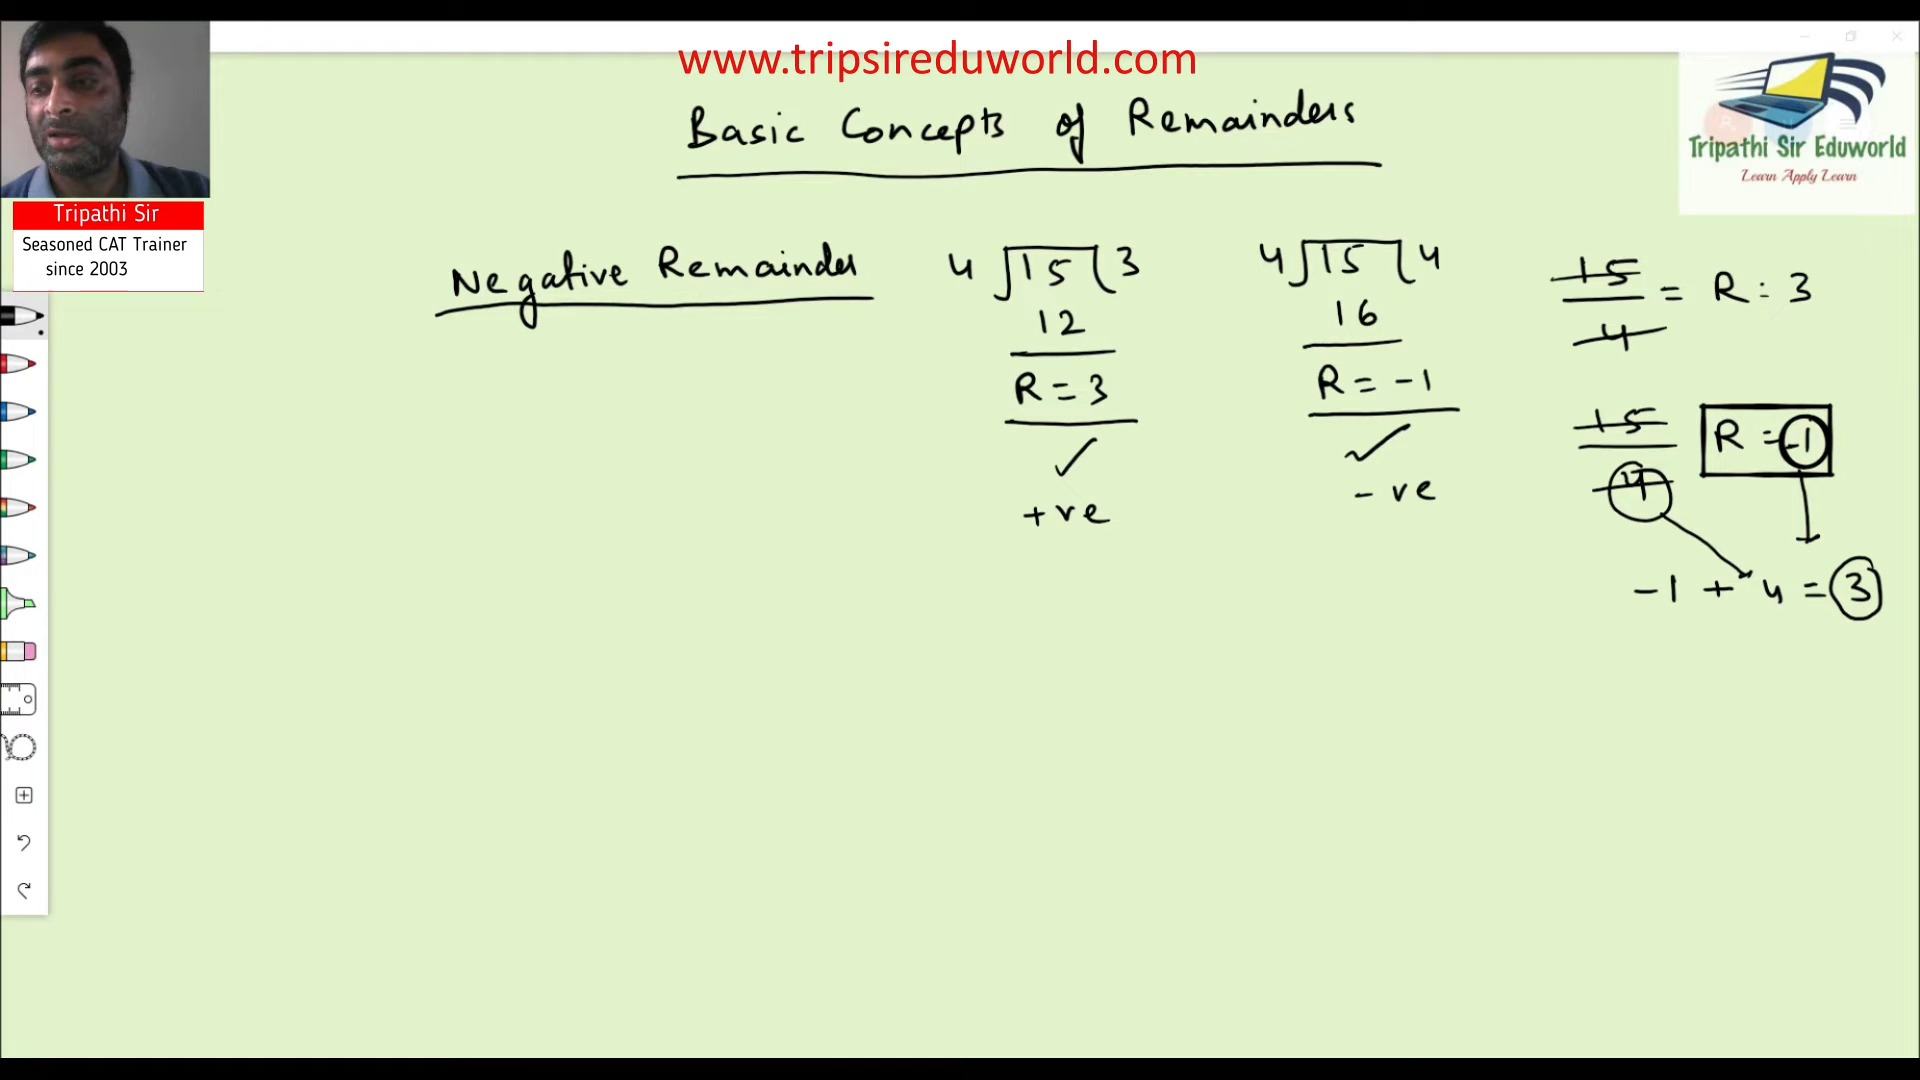 www.tripsireduworld.com
Basic Concepts of Remainders
Tripathi Sir Eduworld
Learn Apply Learn
Tripathi Sir
Seasoned CAT Trainer
since 2003
Negative Remainder
4 15 3
12
R = 3
+ve
4 15 4
16
R = -1
-ve
15
4
= R : 3
15
4
R = -1
-1 + 4 = 3